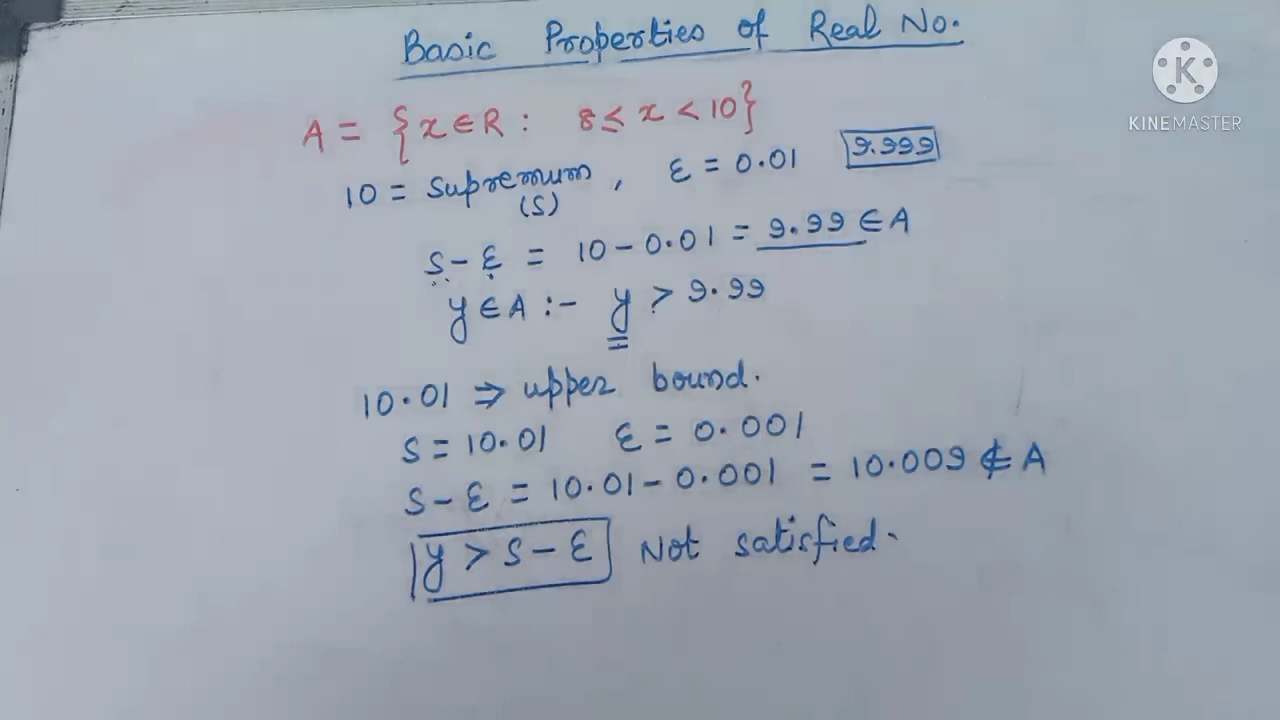 Basic Properties of Real No.
KINEMASTER
A = {x ∈ R : 8 ≤ x < 10}
10 = Supremum, ε = 0.01 9.999
(S)
S - ε = 10 - 0.01 = 9.99 ∈ A
y ∈ A :- y > 9.99
10.01 ⇒ upper bound.
S = 10.01 ε = 0.001
S - ε = 10.01 - 0.001 = 10.009 ∉ A
y > S - ε Not satisfied.